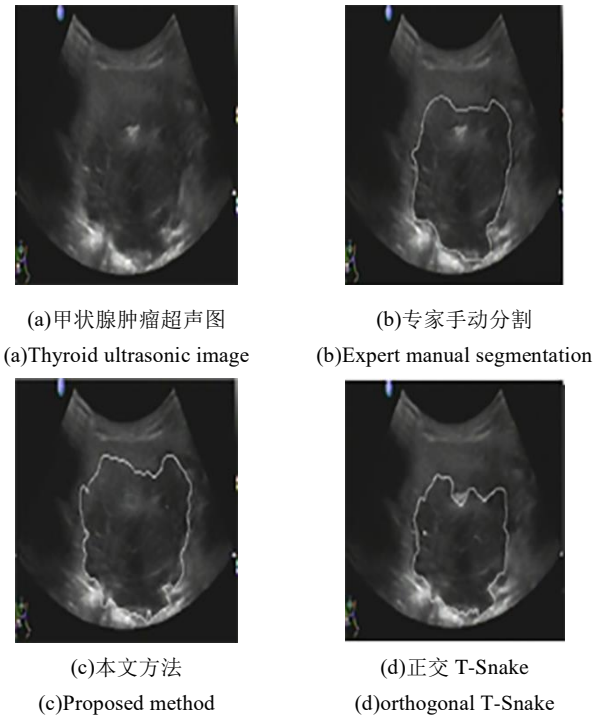 (a)甲状腺肿瘤超声图
(b)专家手动分割
(a)Thyroid ultrasonic image
(b)Expert manual segmentation
(c)本文方法
(d)正交 T-Snake
(c)Proposed method
(d)orthogonal T-Snake